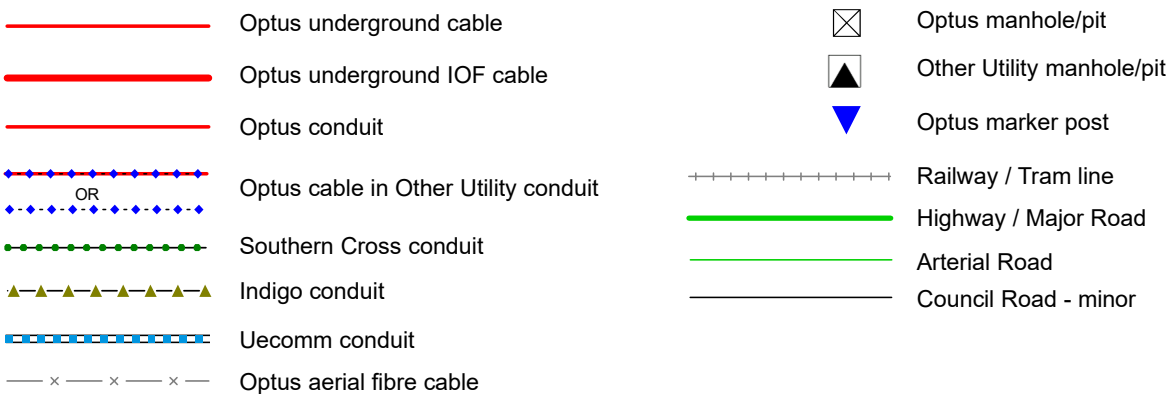 Optus underground cable
Optus underground IOF cable
Optus conduit
OR
Optus cable in Other Utility conduit
Southern Cross conduit
Indigo conduit
Uecomm conduit
Optus aerial fibre cable
Optus manhole/pit
Other Utility manhole/pit
Optus marker post
Railway / Tram line
Highway / Major Road
Arterial Road
Council Road - minor